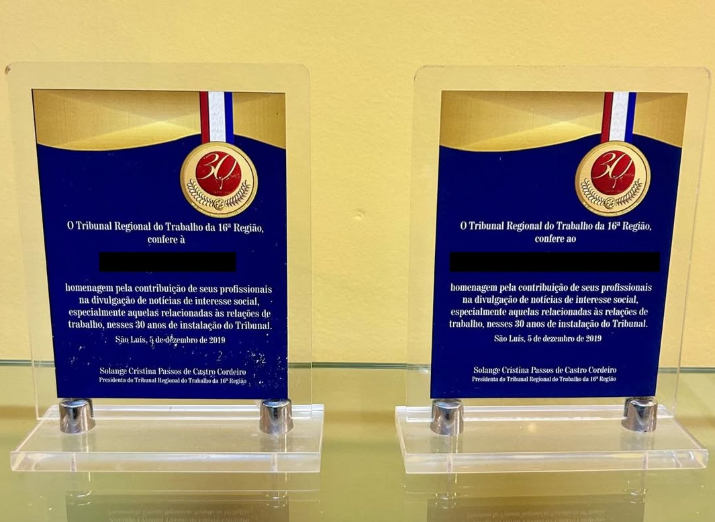 30
O Tribunal Regional do Trabalho da 16ª Região,
confere à
homenagem pela contribuição de seus profissionais
na divulgação de notícias de interesse social,
especialmente aquelas relacionadas às relações de
trabalho, nesses 30 anos de instalação do Tribunal.
São Luís, 5 de dezembro de 2019
Solange Cristina Passos de Castro Cordeiro
Presidente do Tribunal Regional do Trabalho da 16ª Região
30
O Tribunal Regional do Trabalho da 16ª Região,
confere ao
homenagem pela contribuição de seus profissionais
na divulgação de notícias de interesse social,
especialmente aquelas relacionadas às relações de
trabalho, nesses 30 anos de instalação do Tribunal.
São Luís, 5 de dezembro de 2019
Solange Cristina Passos de Castro Cordeiro
Presidente do Tribunal Regional do Trabalho da 16ª Região